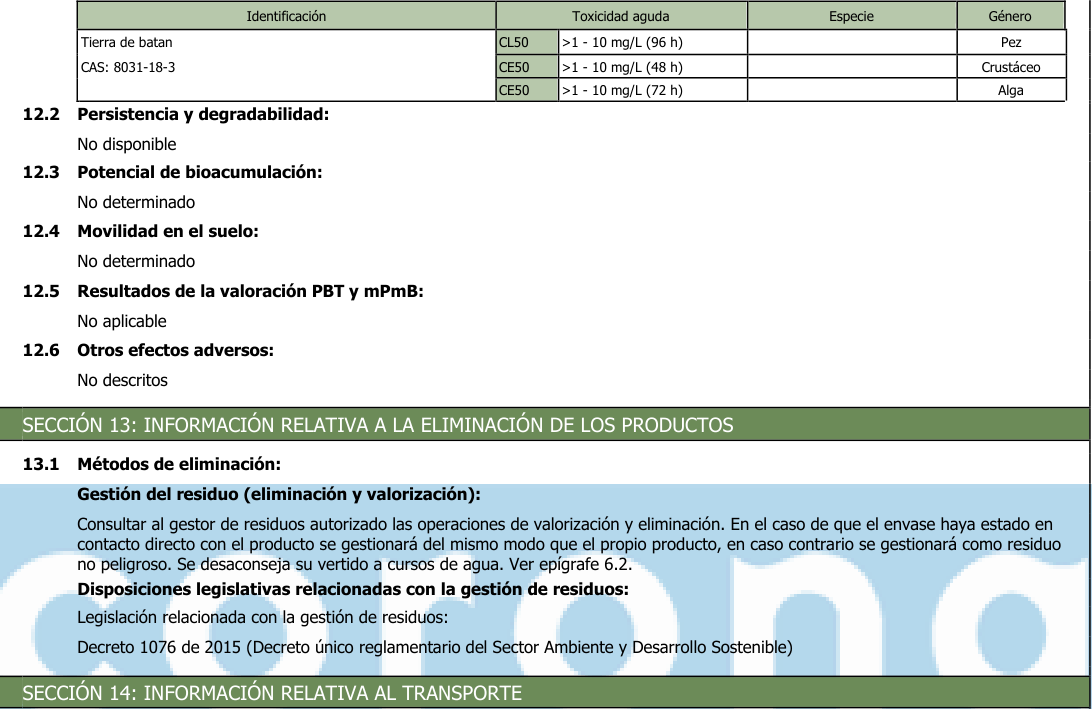 Identificación Toxicidad aguda Especie Género
Tierra de batan CL50 >1 - 10 mg/L (96 h) Pez
CAS: 8031-18-3 CE50 >1 - 10 mg/L (48 h) Crustáceo
CE50 >1 - 10 mg/L (72 h) Alga
12.2 Persistencia y degradabilidad:
No disponible
12.3 Potencial de bioacumulación:
No determinado
12.4 Movilidad en el suelo:
No determinado
12.5 Resultados de la valoración PBT y mPmB:
No aplicable
12.6 Otros efectos adversos:
No descritos
SECCIÓN 13: INFORMACIÓN RELATIVA A LA ELIMINACIÓN DE LOS PRODUCTOS
13.1 Métodos de eliminación:
Gestión del residuo (eliminación y valorización):
Consultar al gestor de residuos autorizado las operaciones de valorización y eliminación. En el caso de que el envase haya estado en
contacto directo con el producto se gestionará del mismo modo que el propio producto, en caso contrario se gestionará como residuo
no peligroso. Se desaconseja su vertido a cursos de agua. Ver epígrafe 6.2.
Disposiciones legislativas relacionadas con la gestión de residuos:
Legislación relacionada con la gestión de residuos:
Decreto 1076 de 2015 (Decreto único reglamentario del Sector Ambiente y Desarrollo Sostenible)
corona
SECCIÓN 14: INFORMACIÓN RELATIVA AL TRANSPORTE